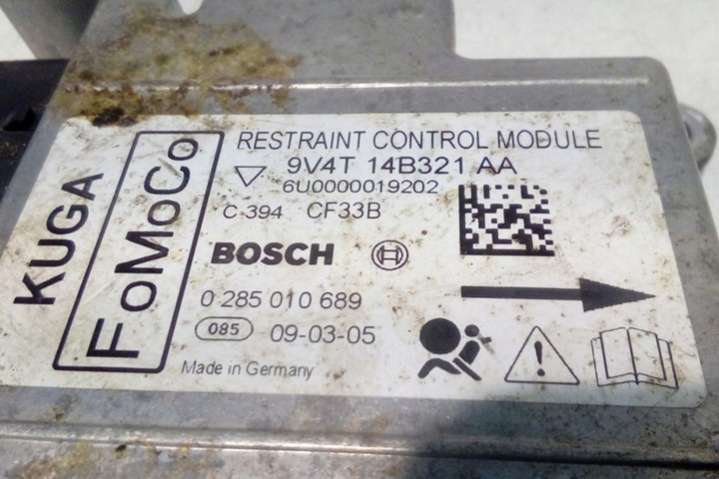 KUGA
FoMoCo
RESTRAINT CONTROL MODULE
9V4T 14B321 AA
6U0000019202
C 394 CF33B
BOSCH
0 285 010 689
085 09-03-05
Made in Germany